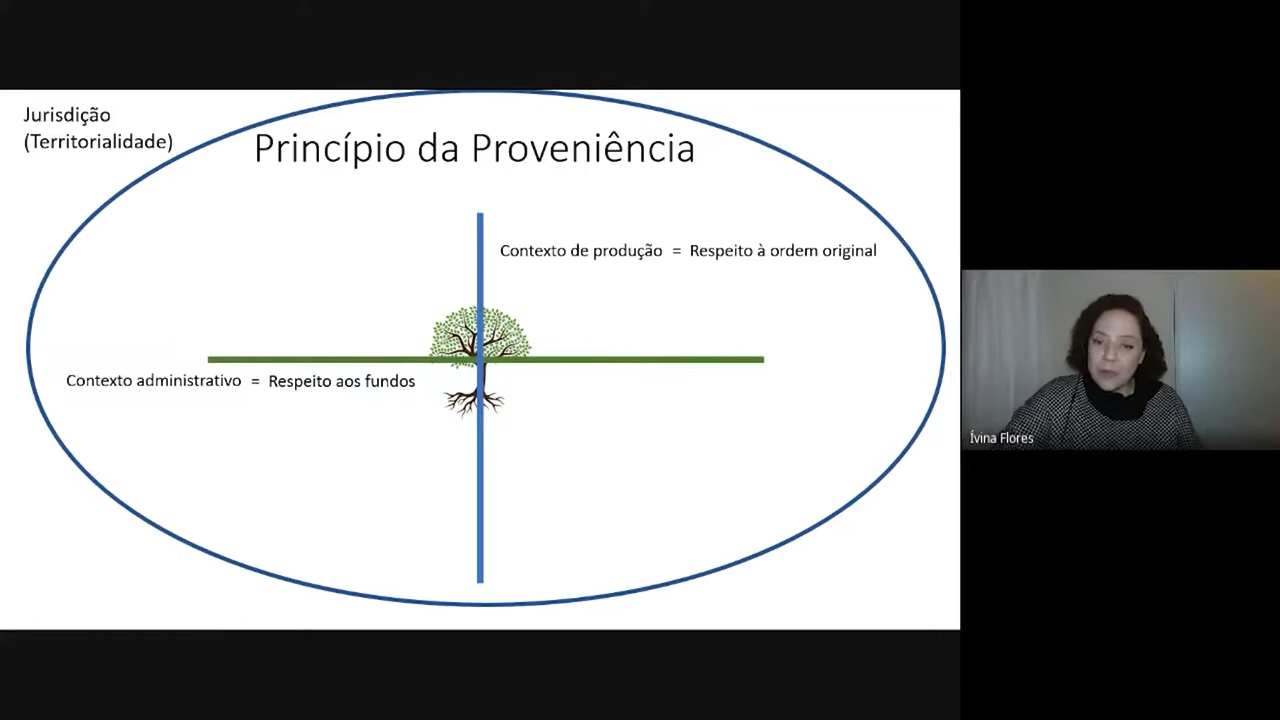 Jurisdição
(Territorialidade)
Princípio da Proveniência
Contexto de produção = Respeito à ordem original
Contexto administrativo = Respeito aos fundos
Ívina Flores